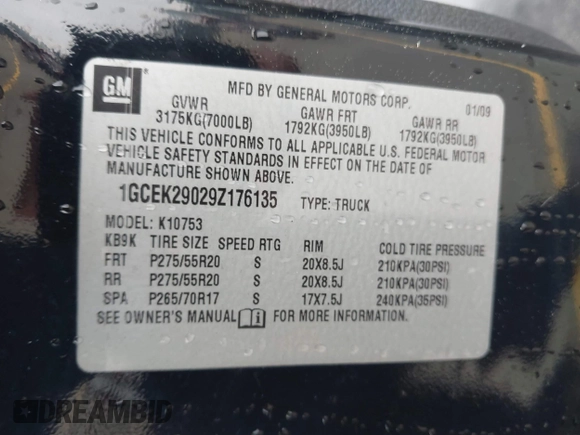 GM
MFD BY GENERAL MOTORS CORP.
01/09
GVWR GAWR FRT GAWR RR
3175KG(7000LB) 1792KG(3950LB) 1792KG(3950LB)
THIS VEHICLE CONFORMS TO ALL APPLICABLE U.S. FEDERAL MOTOR
VEHICLE SAFETY STANDARDS IN EFFECT ON THE DATE OF
MANUFACTURE SHOWN ABOVE.
1GCEK29029Z176135 TYPE: TRUCK
MODEL: K10753
KB9K TIRE SIZE SPEED RTG RIM COLD TIRE PRESSURE
FRT P275/55R20 S 20X8.5J 210KPA(30PSI)
RR P275/55R20 S 20X8.5J 210KPA(30PSI)
SPA P265/70R17 S 17X7.5J 240KPA(35PSI)
SEE OWNER'S MANUAL FOR MORE INFORMATION.
DREAMBID